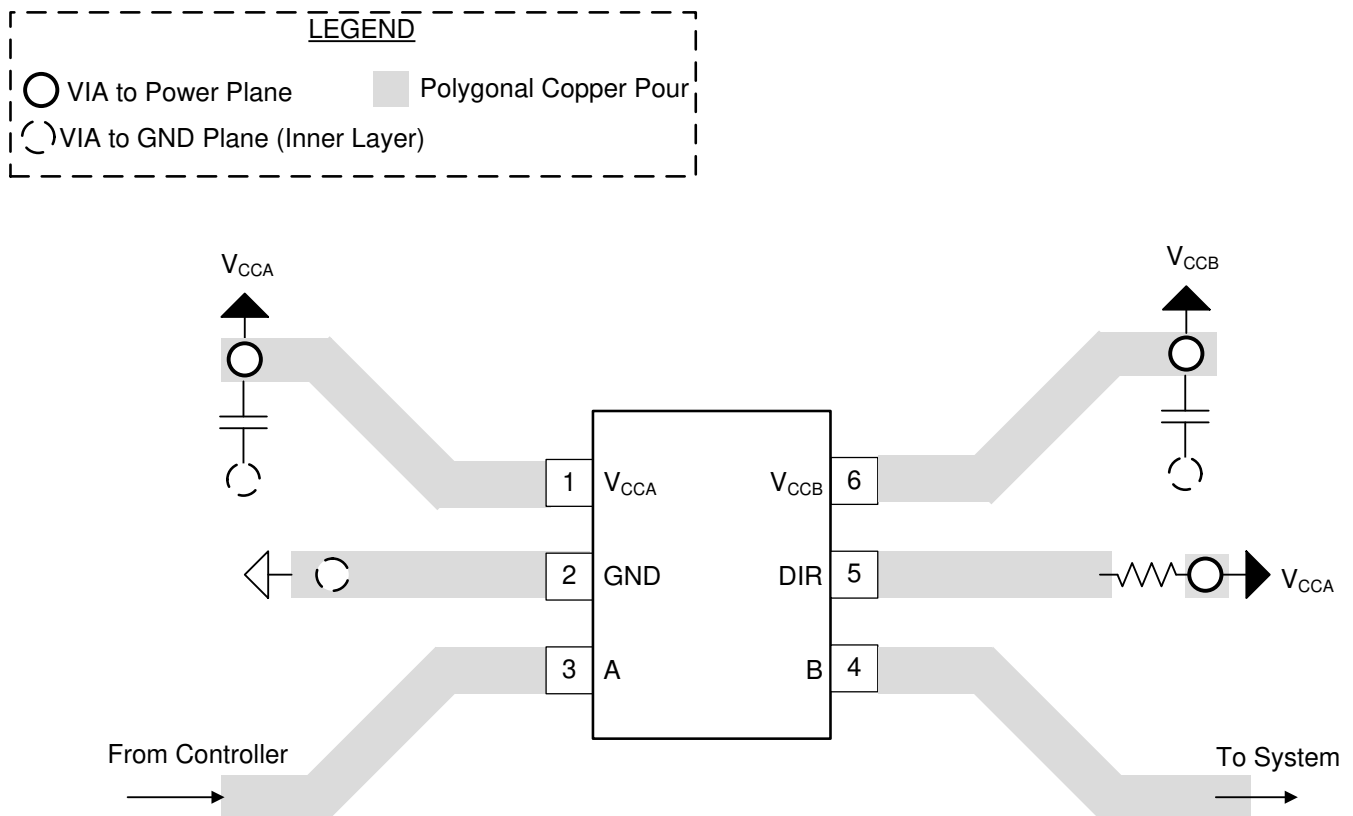 LEGEND
VIA to Power Plane
Polygonal Copper Pour
VIA to GND Plane (Inner Layer)
VCCA
VCCB
1 VCCA
VCCB 6
2 GND
DIR 5
VCCA
3 A
B 4
From Controller
To System